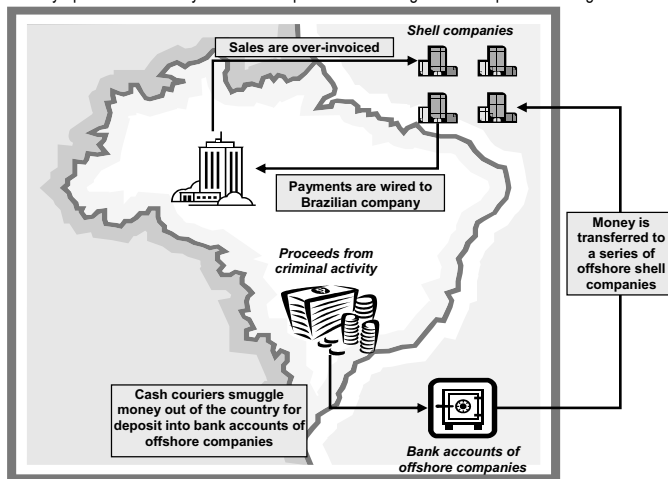 Sales are over-invoiced
Shell companies
Payments are wired to
Brazilian company
Money is
transferred to
a series of
offshore shell
companies
Proceeds from
criminal activity
Cash couriers smuggle
money out of the country for
deposit into bank accounts of
offshore companies
Bank accounts of
offshore companies